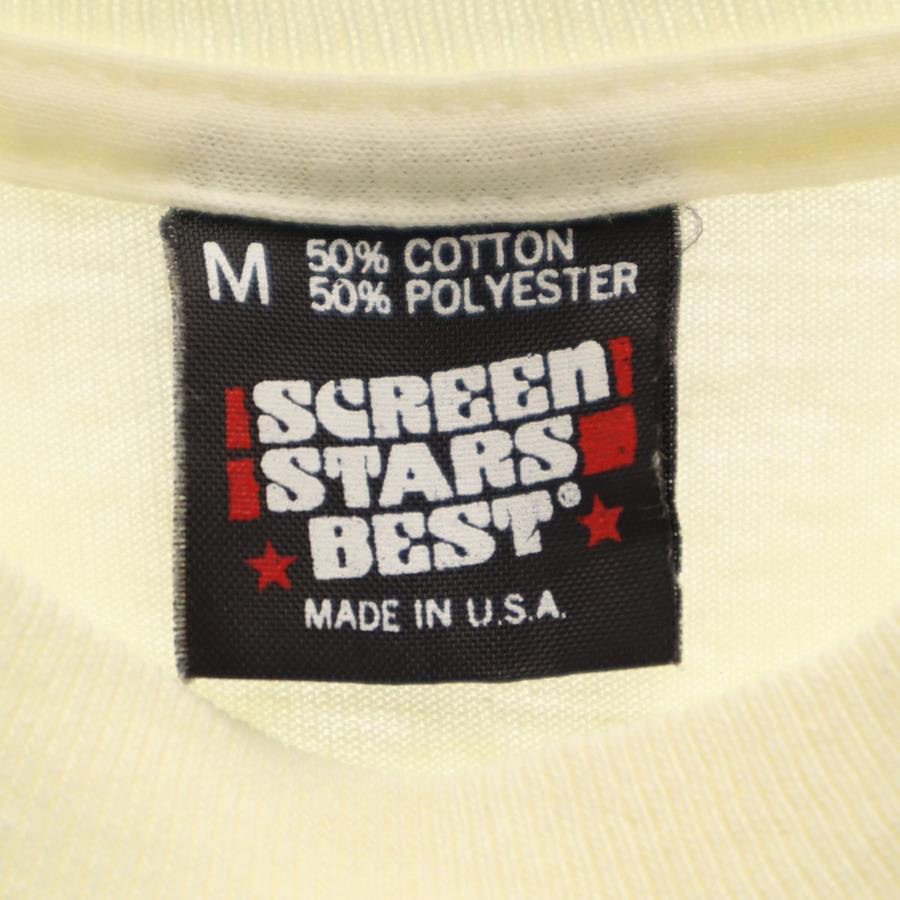 M 50% COTTON
50% POLYESTER
SCREEN
STARS
BEST®
MADE IN U.S.A.